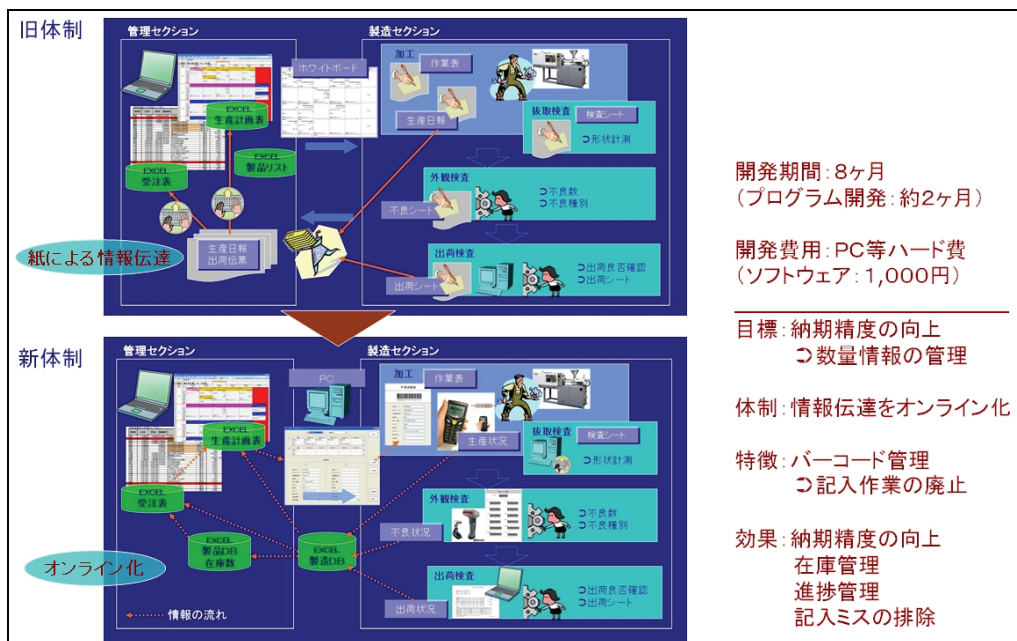 旧体制
管理セクション
製造セクション
加工
作業表
ホワイトボード
EXCEL
生産計画表
生産日報
抜取検査
検査シート
⊃形状計測
EXCEL
製品リスト
EXCEL
受注表
外観検査
⊃不良数
⊃不良種別
不良シート
生産日報
出荷伝票
紙による情報伝達
出荷検査
⊃出荷良否確認
⊃出荷シート
出荷シート
新体制
管理セクション
製造セクション
PC
加工
作業表
EXCEL
生産計画表
生産状況
抜取検査
検査シート
⊃形状計測
EXCEL
受注表
外観検査
⊃不良数
⊃不良種別
不良状況
EXCEL
製品DB
在庫数
EXCEL
製造DB
オンライン化
出荷検査
⊃出荷良否確認
⊃出荷シート
出荷状況
情報の流れ
開発期間:8ヶ月
(プログラム開発:約2ヶ月)
開発費用:PC等ハード費
(ソフトウェア:1,000円)
目標:納期精度の向上
⊃数量情報の管理
体制:情報伝達をオンライン化
特徴:バーコード管理
⊃記入作業の廃止
効果:納期精度の向上
在庫管理
進捗管理
記入ミスの排除